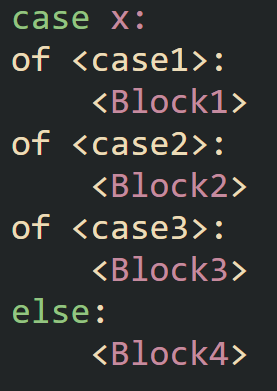 case x:
of <case1>:
    <Block1>
of <case2>:
    <Block2>
of <case3>:
    <Block3>
else:
    <Block4>